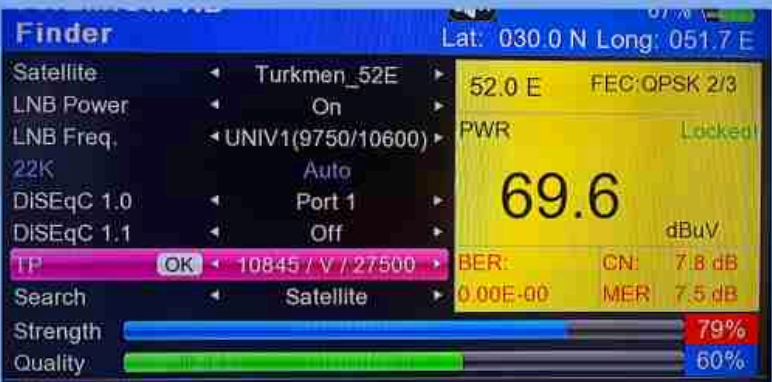 Finder
Lat: 030.0 N Long: 051.7 E
Satellite Turkmen_52E
LNB Power On
LNB Freq. UNIV1(9750/10600)
22K Auto
DiSEqC 1.0 Port 1
DiSEqC 1.1 Off
TP OK 10845 / V / 27500
Search Satellite
52.0 E FEC:QPSK 2/3
PWR Locked!
69.6
dBuV
BER: CN: 7.8 dB
0.00E-00 MER 7.5 dB
Strength 79%
Quality 60%